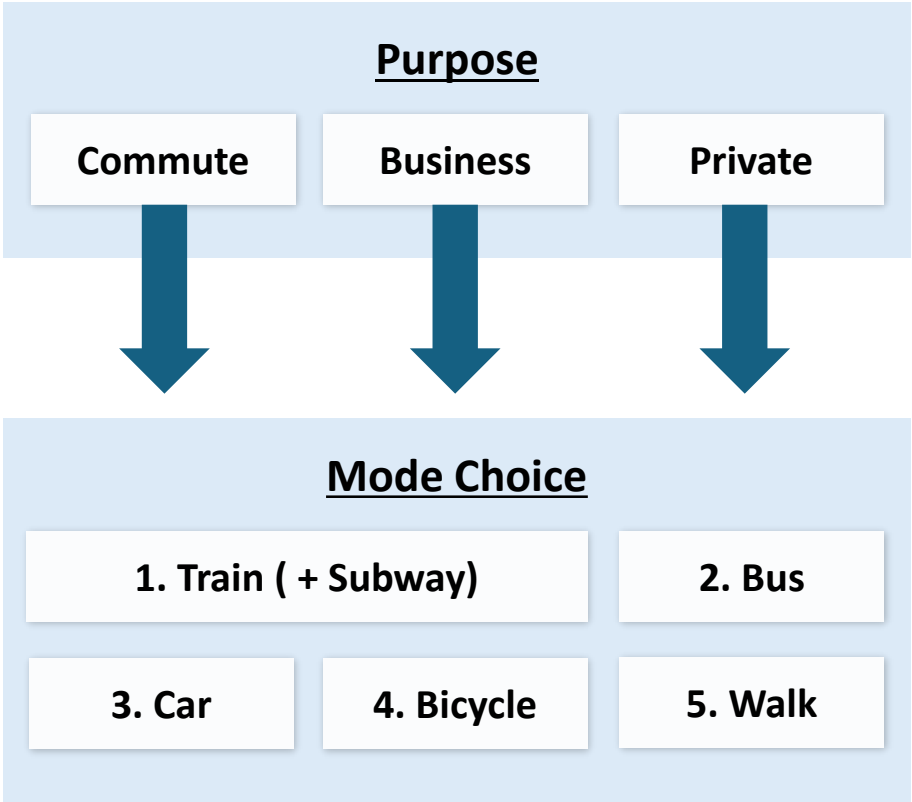 Purpose
Commute
Business
Private
Mode Choice
1. Train ( + Subway)
2. Bus
3. Car
4. Bicycle
5. Walk